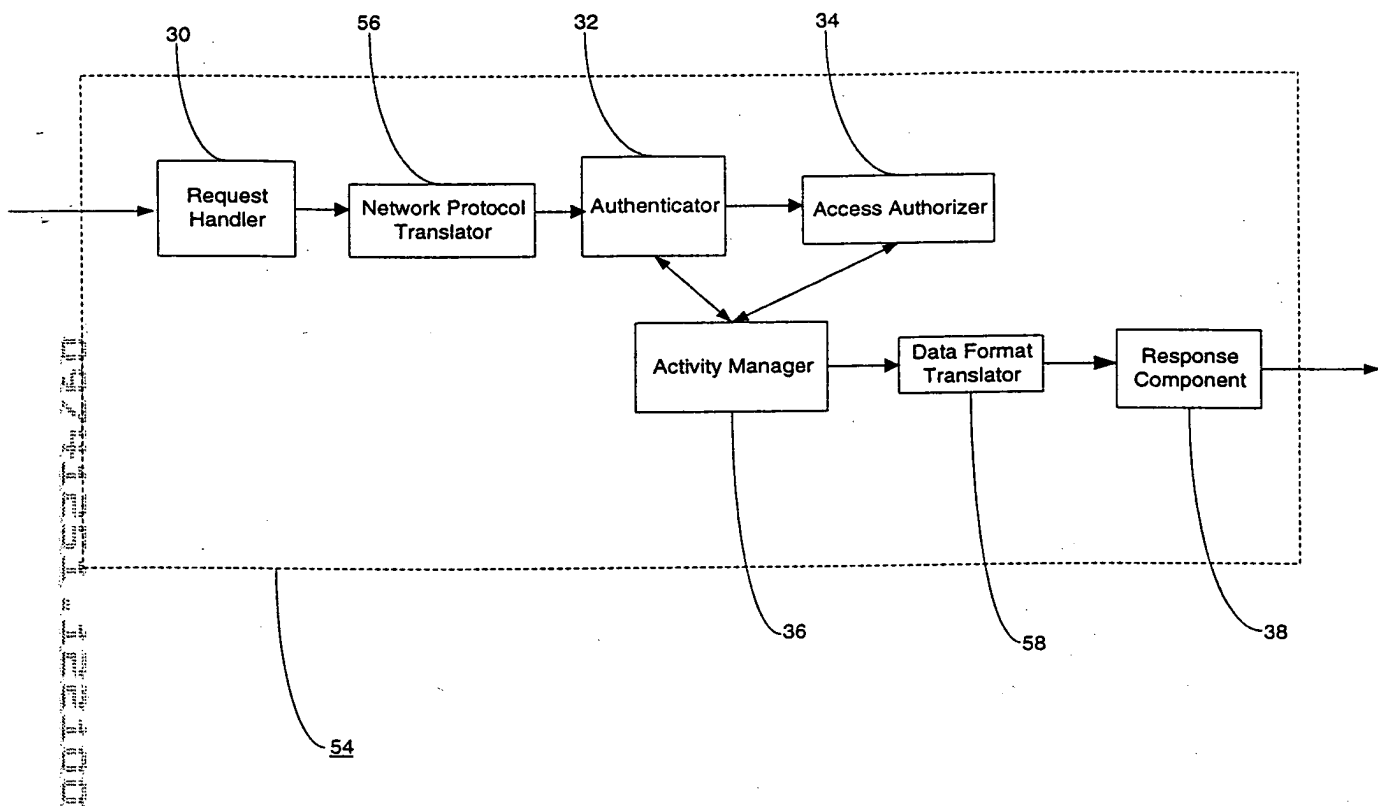 30
56
32
34
Request
Handler
Network Protocol
Translator
Authenticator
Access Authorizer
Activity Manager
Data Format
Translator
Response
Component
36
58
38
54